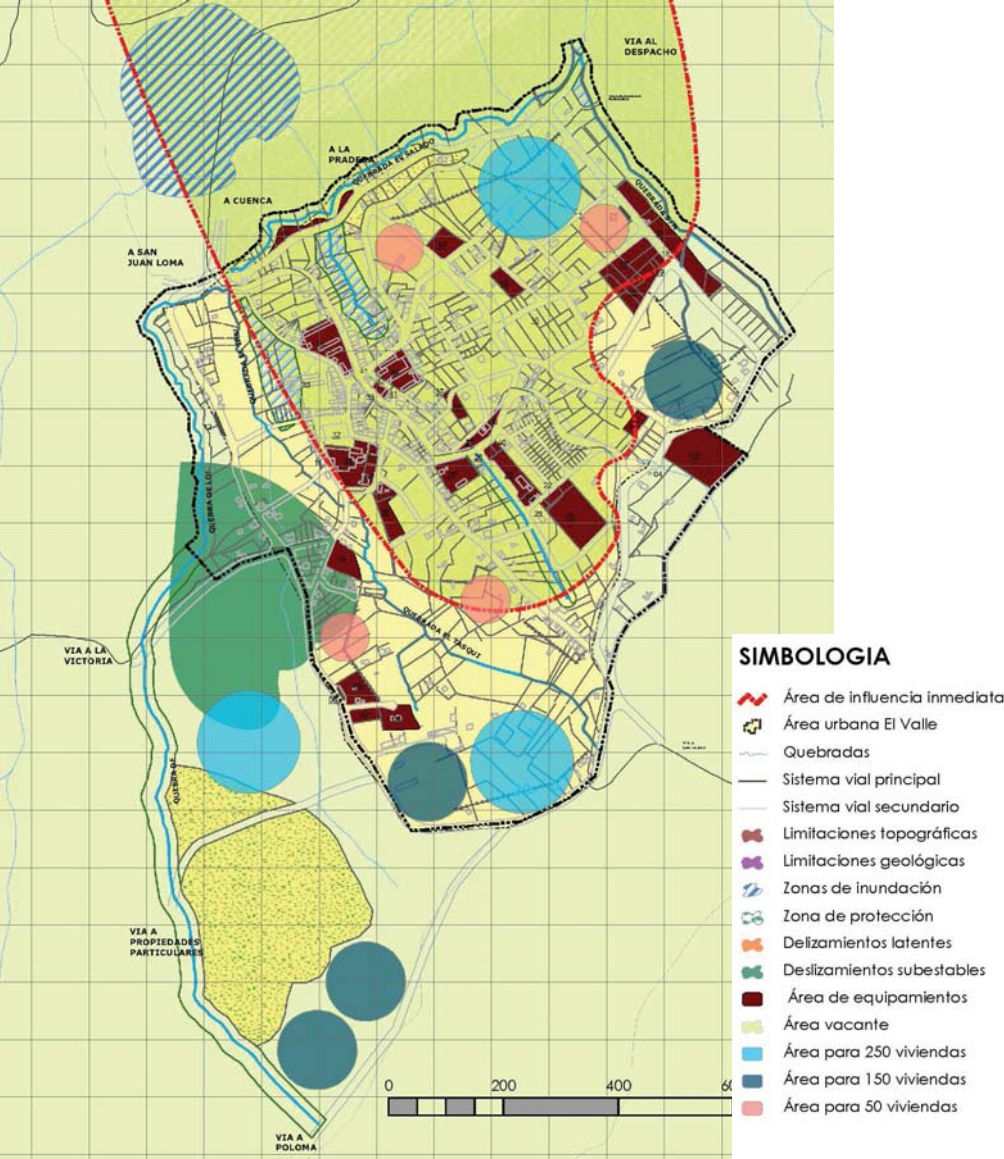 VIA AL
DESPACHO
A LA
PRADERA
QUEBRADA EL SALADO
A CUENCA
QUEBRADA
A SAN
JUAN LOMA
QUEBRADA EL TASQUI
VIA A LA
VICTORIA
VIA A
PROPIEDADES
PARTICULARES
VIA A
POLOMA
0 200 400
SIMBOLOGIA
Área de influencia inmediata
Área urbana El Valle
Quebradas
Sistema vial principal
Sistema vial secundario
Limitaciones topográficas
Limitaciones geológicas
Zonas de inundación
Zona de protección
Delizamientos latentes
Deslizamientos subestables
Área de equipamientos
Área vacante
Área para 250 viviendas
Área para 150 viviendas
Área para 50 viviendas